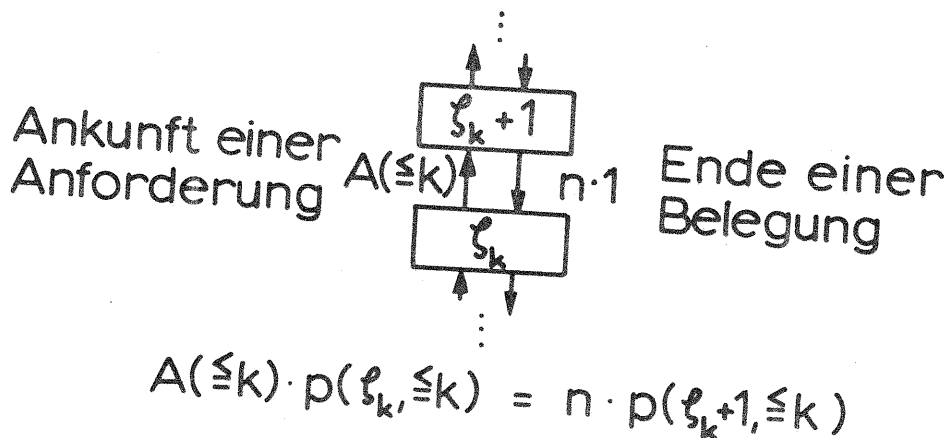 ⋮
ζₖ + 1
Ankunft einer
Anforderung
A(≦k)
n·1
Ende einer
Belegung
ζₖ
⋮
A(≦k)·p(ζₖ,≦k) = n·p(ζₖ+1,≦k)